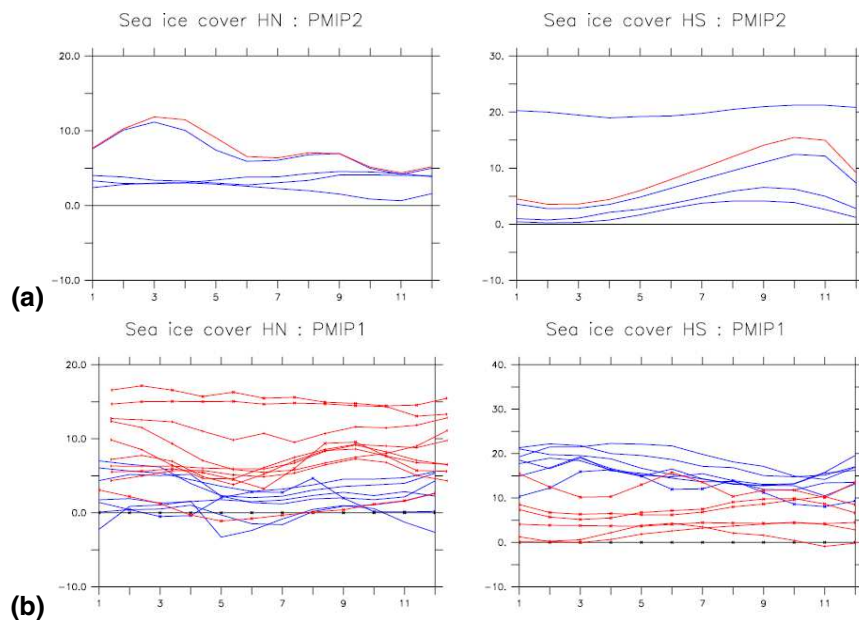 Sea ice cover HN : PMIP2
Sea ice cover HS : PMIP2
20.0
10.0
0.0
-10.0
1 3 5 7 9 11
30.
20.
10.
0.
-10.
1 3 5 7 9 11
(a)
Sea ice cover HN : PMIP1
Sea ice cover HS : PMIP1
20.0
10.0
0.0
-10.0
1 3 5 7 9 11
40.
30.
20.
10.
0.
-10.
1 3 5 7 9 11
(b)